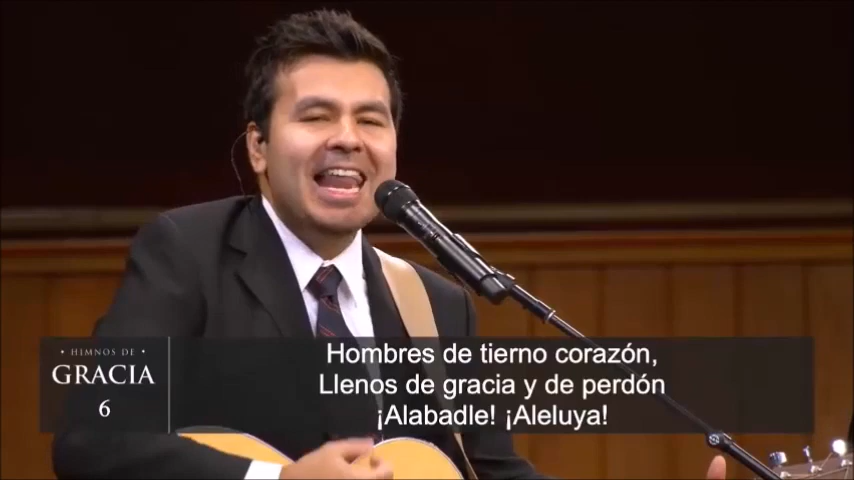 • HIMNOS DE •
GRACIA
6
Hombres de tierno corazón,
Llenos de gracia y de perdón
¡Alabadle! ¡Aleluya!